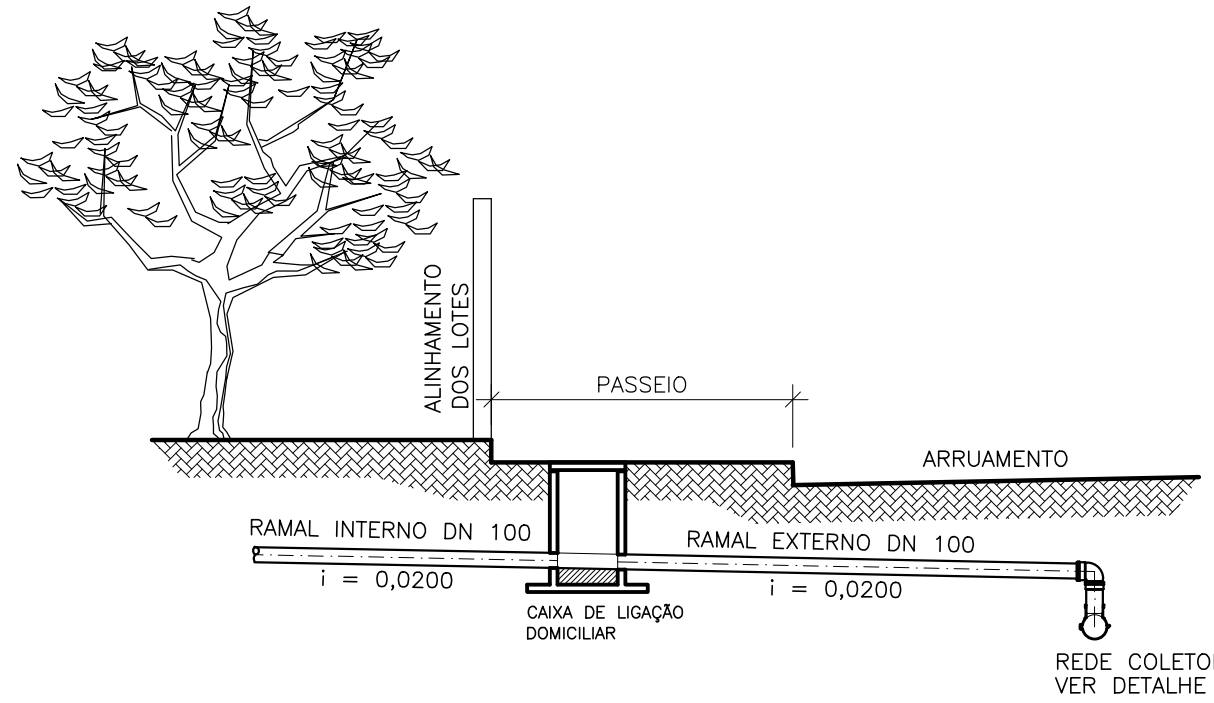 ALINHAMENTO
DOS LOTES
PASSEIO
ARRUAMENTO
RAMAL INTERNO DN 100
i = 0,0200
RAMAL EXTERNO DN 100
i = 0,0200
CAIXA DE LIGAÇÃO
DOMICILIAR
REDE
VER DETALHE